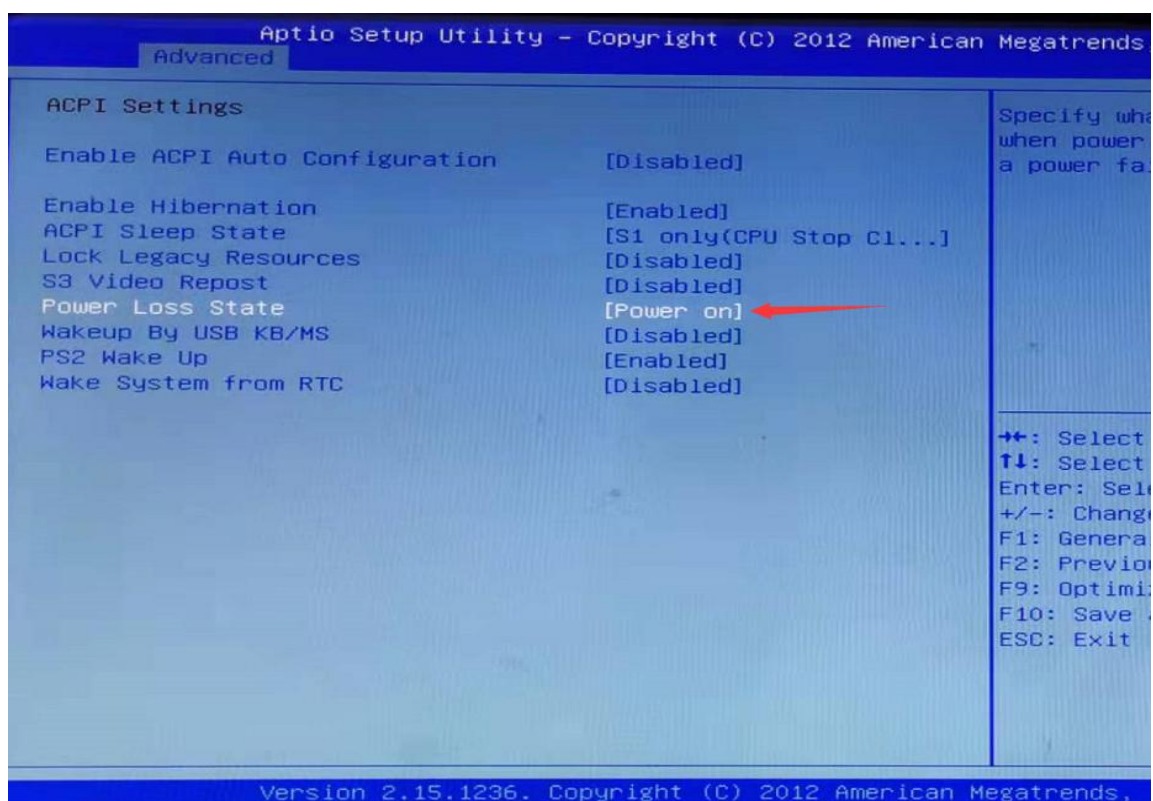 Aptio Setup Utility – Copyright (C) 2012 American Megatrends,
Advanced
ACPI Settings
Enable ACPI Auto Configuration [Disabled]
Enable Hibernation [Enabled]
ACPI Sleep State [S1 only(CPU Stop Cl...]
Lock Legacy Resources [Disabled]
S3 Video Repost [Disabled]
Power Loss State [Power on]
Wakeup By USB KB/MS [Disabled]
PS2 Wake Up [Enabled]
Wake System from RTC [Disabled]
Specify wha
when power
a power fai
→←: Select
↑↓: Select
Enter: Sele
+/-: Change
F1: Genera
F2: Previou
F9: Optimiz
F10: Save
ESC: Exit
Version 2.15.1236. Copyright (C) 2012 American Megatrends,